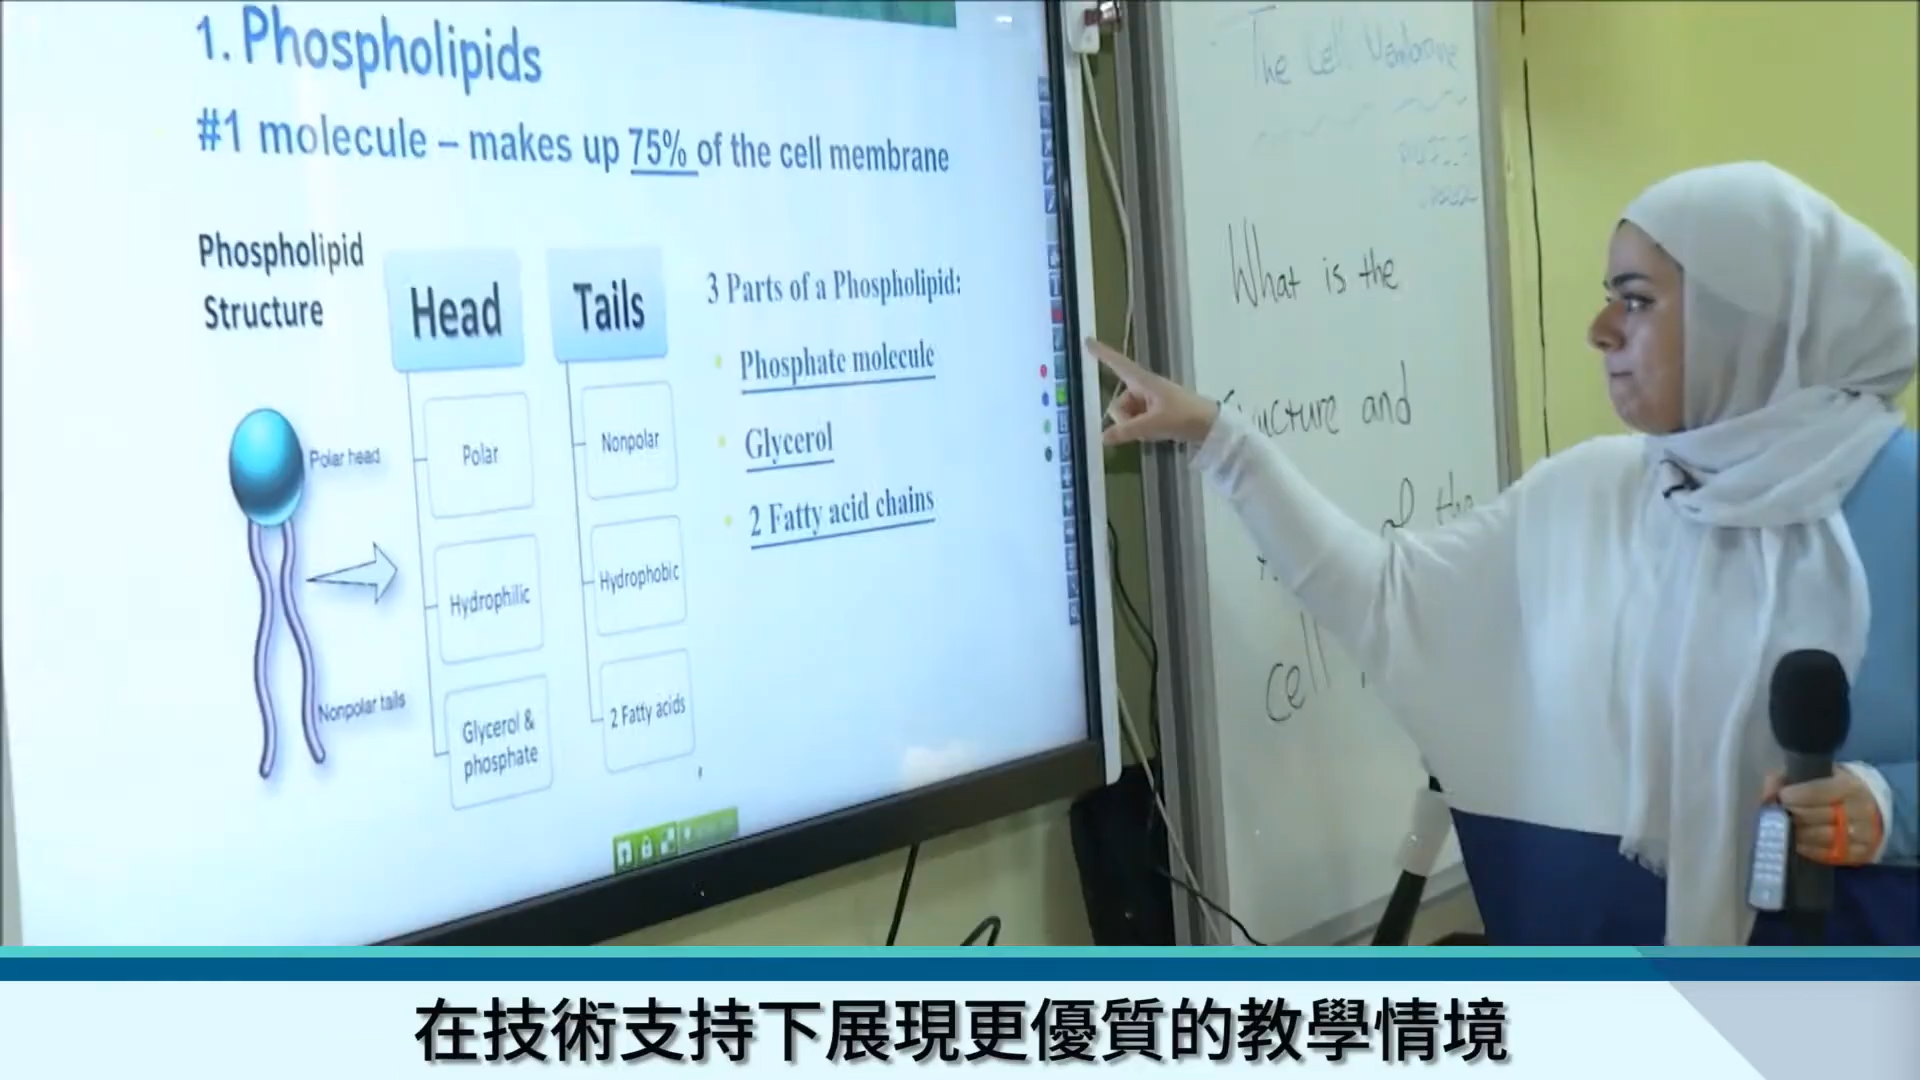 1. Phospholipids
#1 molecule – makes up 75% of the cell membrane
Phospholipid
Structure
Head
Tails
3 Parts of a Phospholipid:
Phosphate molecule
Glycerol
2 Fatty acid chains
Polar head
Nonpolar tails
Polar
Hydrophilic
Glycerol &
phosphate
Nonpolar
Hydrophobic
2 Fatty acids
The Cell Membrane
What is the
and
cell
在技術支持下展現更優質的教學情境